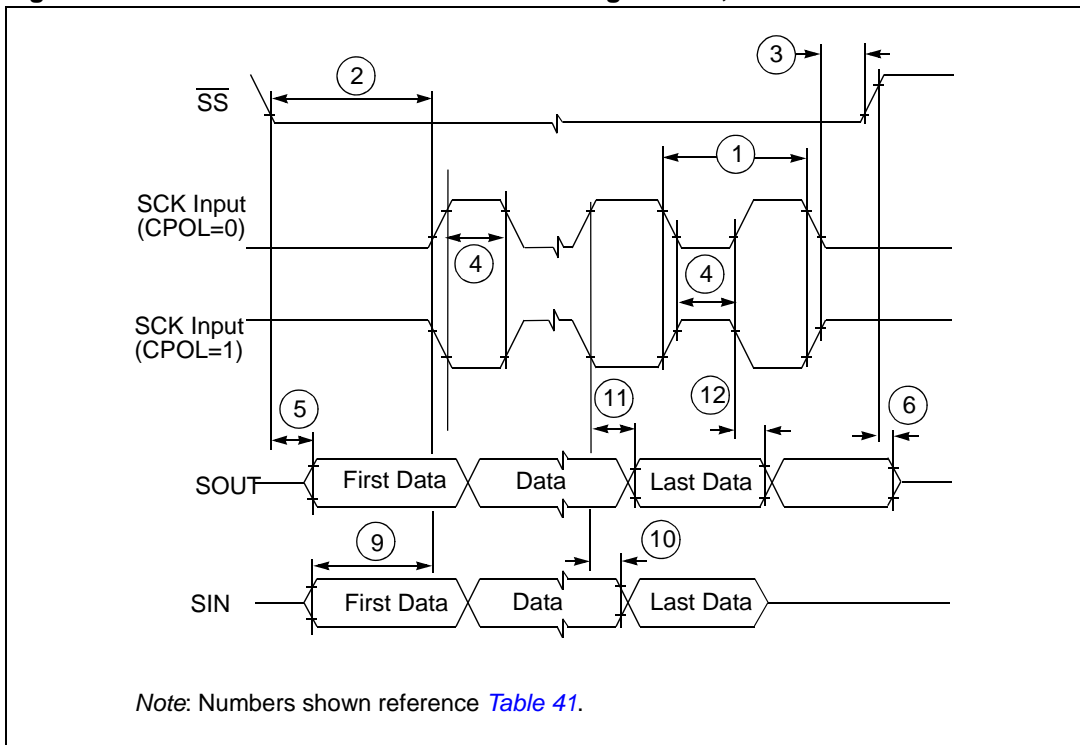 3
2
SS
1
SCK Input
(CPOL=0)
4
4
SCK Input
(CPOL=1)
11
12
5
6
SOUT
First Data
Data
Last Data
9
10
SIN
First Data
Data
Last Data
Note: Numbers shown reference Table 41.